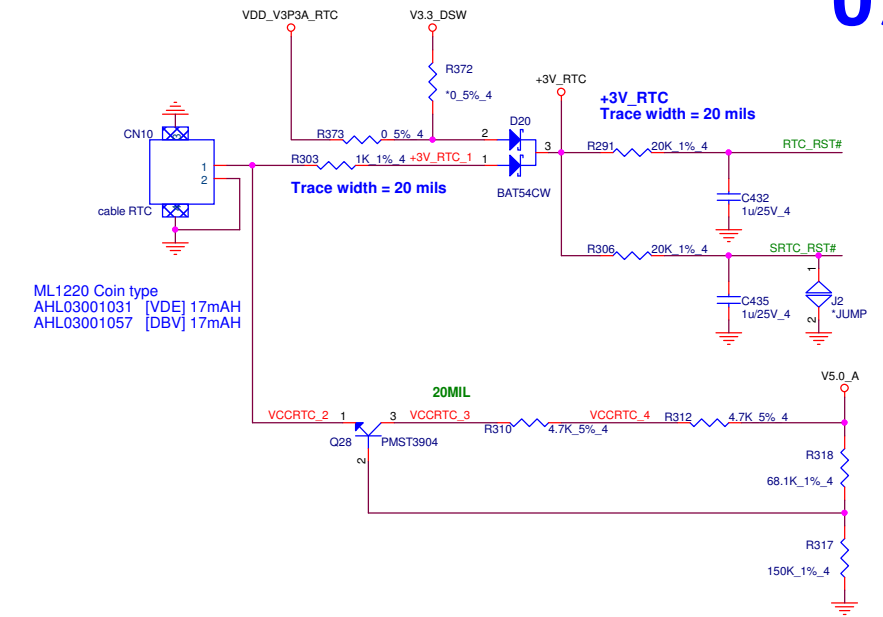 VDD_V3P3A_RTC
V3.3_DSW
R372
*0_5%_4
+3V_RTC
+3V_RTC
Trace width = 20 mils
CN10
R373
0_5%_4
2
D20
3
R291
20K_1%_4
RTC_RST#
1
2
R303
1K_1%_4
+3V_RTC_1
1
BAT54CW
Trace width = 20 mils
C432
1u/25V_4
cable RTC
R306
20K_1%_4
SRTC_RST#
1
ML1220 Coin type
AHL03001031 [VDE] 17mAH
AHL03001057 [DBV] 17mAH
C435
1u/25V_4
J2
*JUMP
2
V5.0_A
20MIL
VCCRTC_2
1
3
VCCRTC_3
VCCRTC_4
R312
4.7K_5%_4
R310
4.7K_5%_4
Q28
PMST3904
2
R318
68.1K_1%_4
R317
150K_1%_4